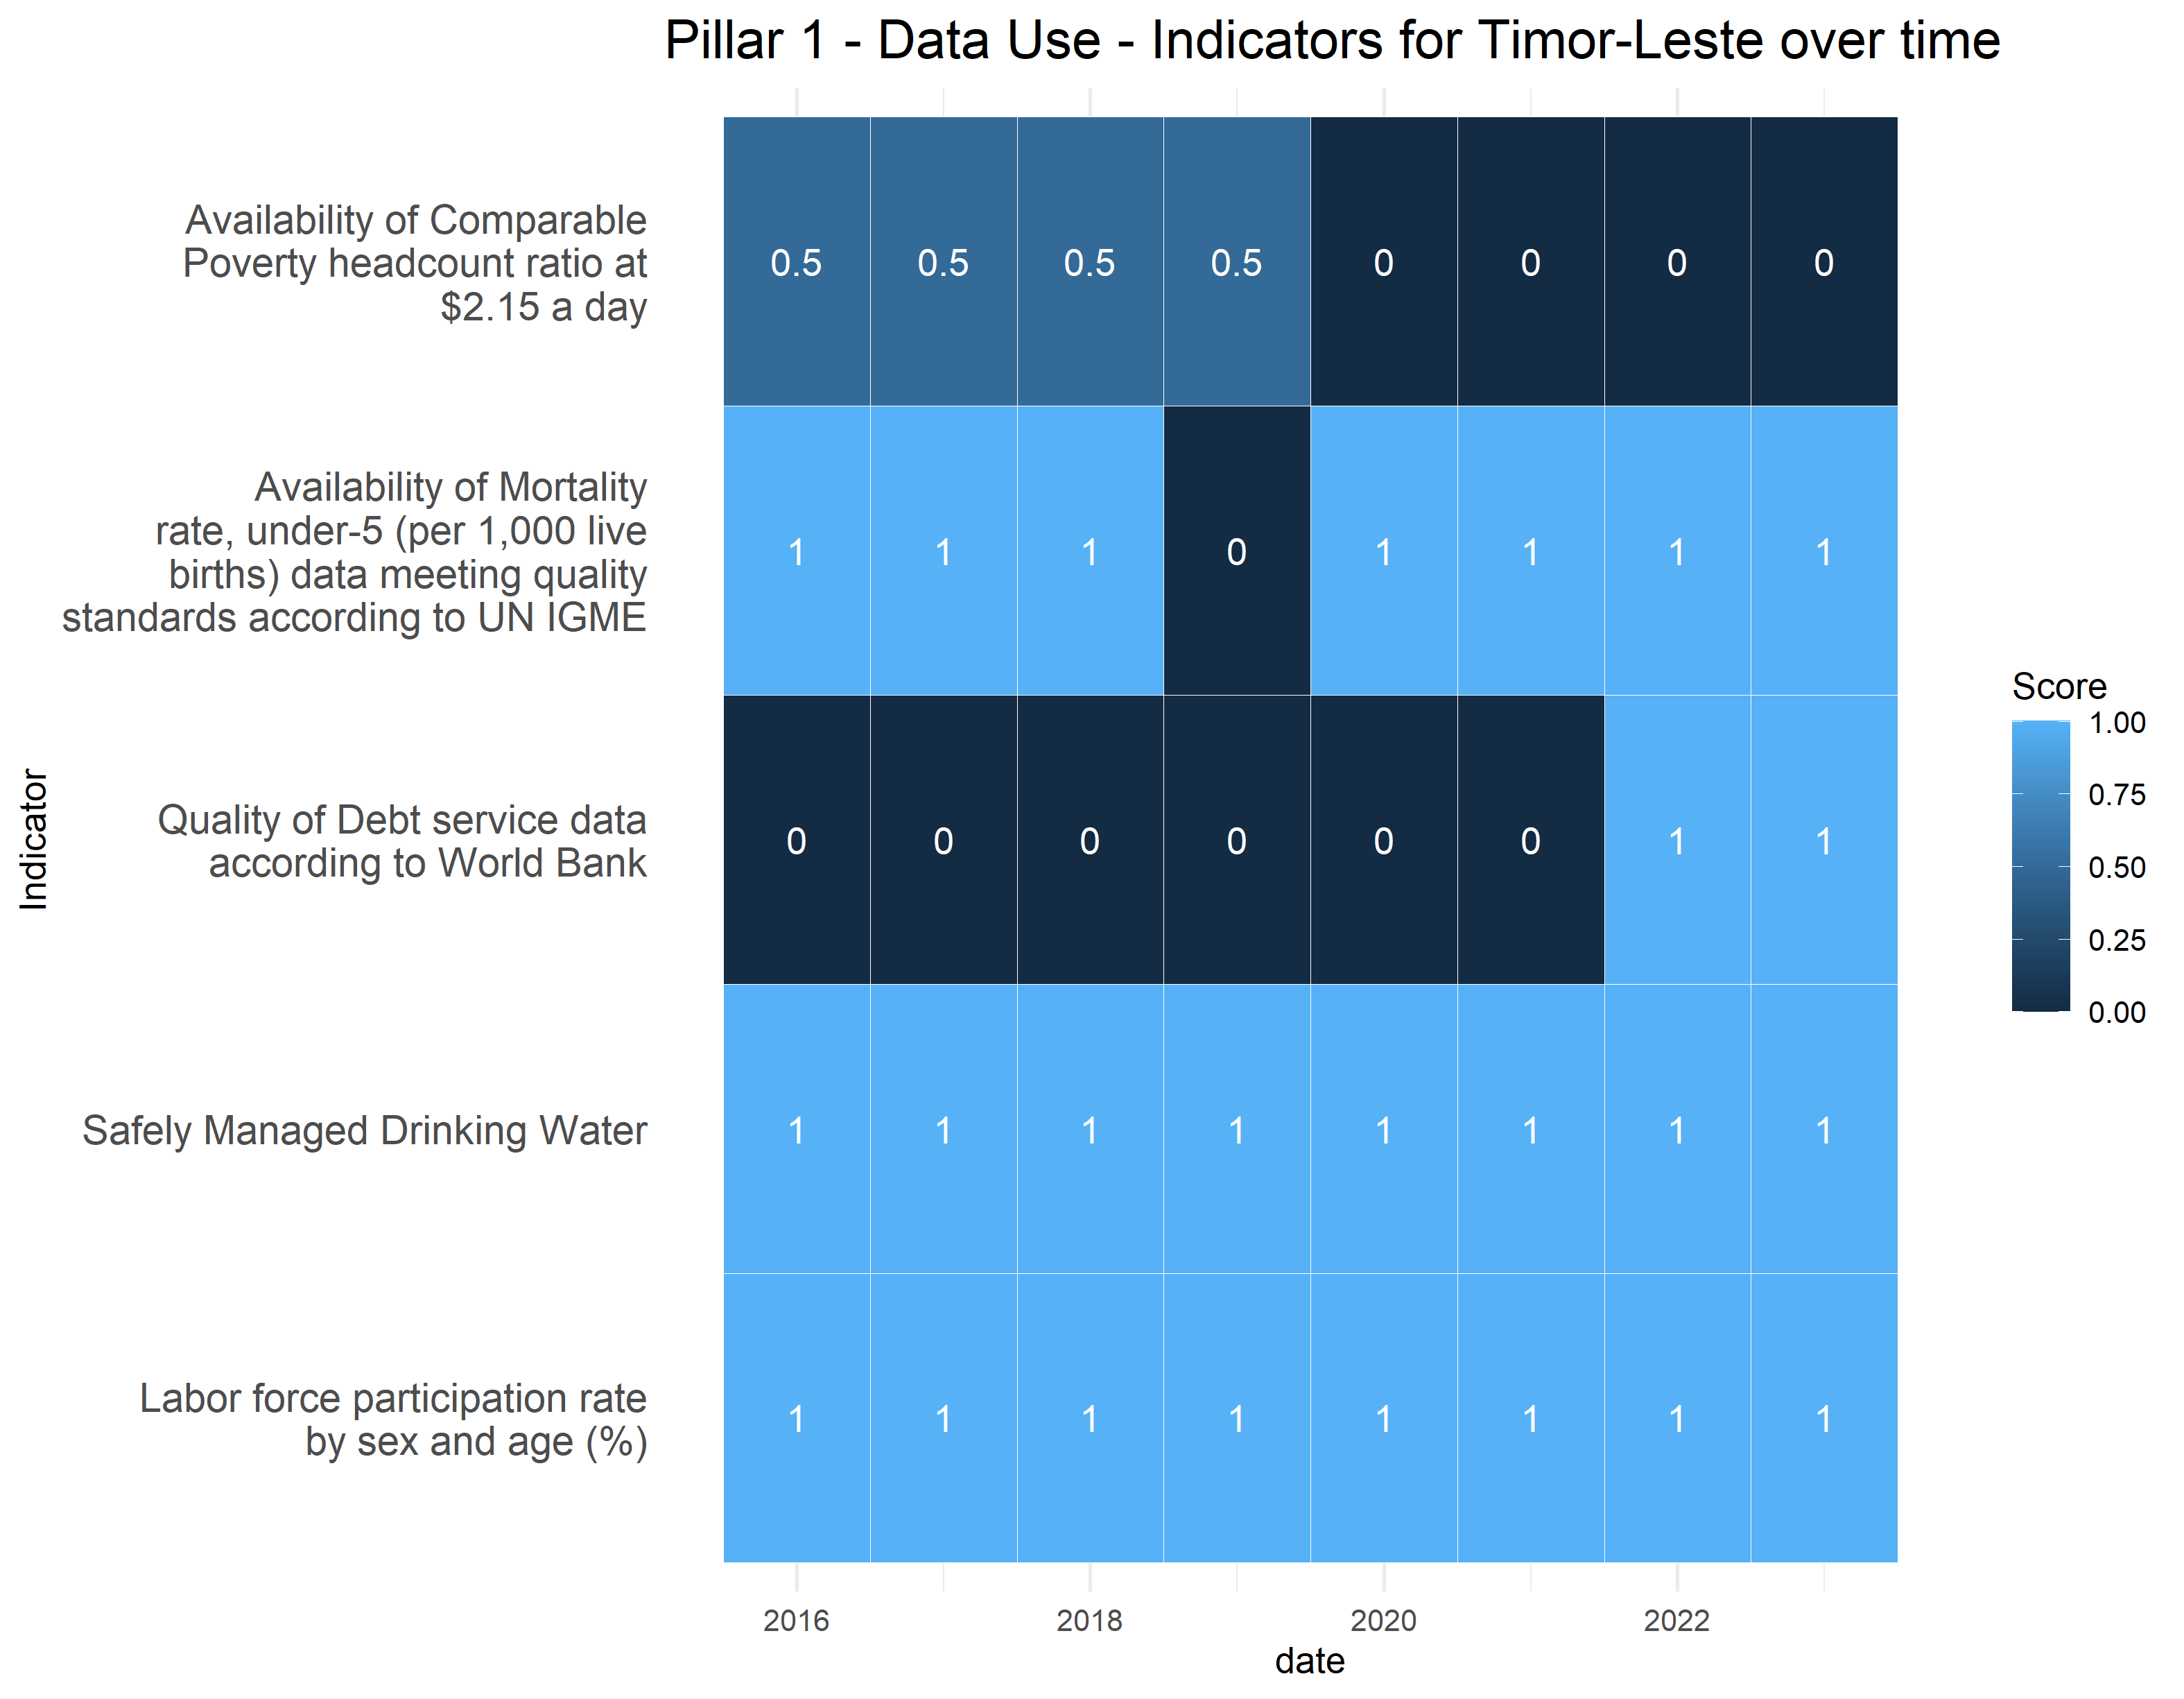 Pillar 1 - Data Use - Indicators for Timor-Leste over time
Availability of Comparable
Poverty headcount ratio at
$2.15 a day
0.5 0.5 0.5 0.5 0 0 0 0
Availability of Mortality
rate, under-5 (per 1,000 live
births) data meeting quality
standards according to UN IGME
1 1 1 0 1 1 1 1
Quality of Debt service data
according to World Bank
0 0 0 0 0 0 1 1
Safely Managed Drinking Water
1 1 1 1 1 1 1 1
Labor force participation rate
by sex and age (%)
1 1 1 1 1 1 1 1
Indicator
2016 2018 2020 2022
date
Score
1.00
0.75
0.50
0.25
0.00